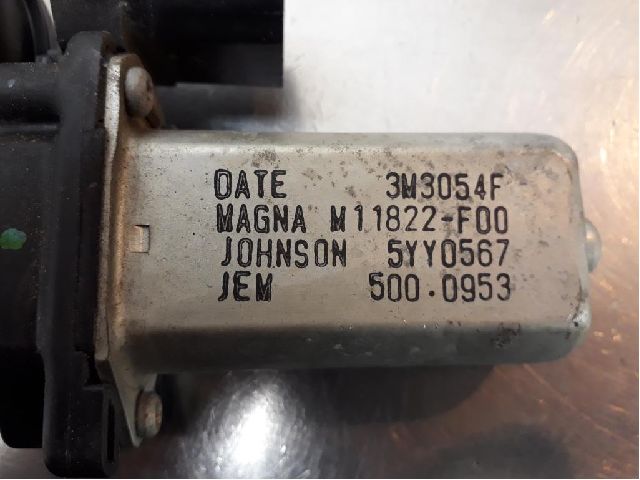 DATE 3M3054F
MAGNA M11822-F00
JOHNSON 5YY0567
JEM 500.0953